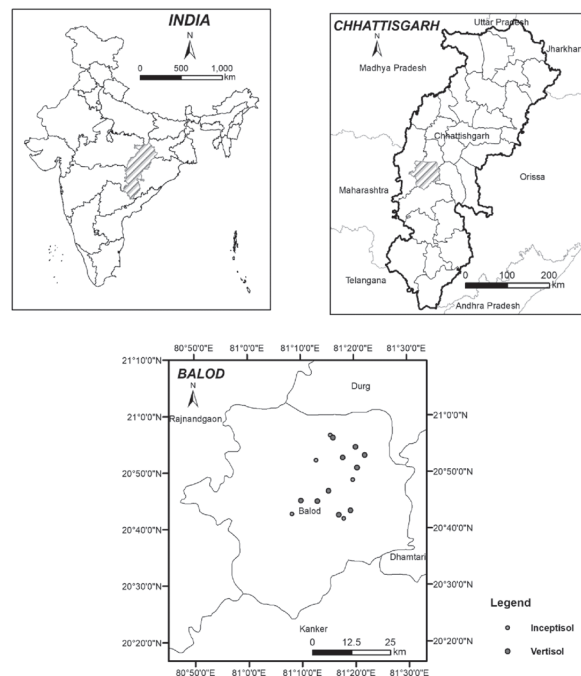 INDIA
N
0 500 1,000
km
CHHATTISGARH
N
Uttar Pradesh
Jharkhan
Madhya Pradesh
Chhattishgarh
Orissa
Maharashtra
Telangana
0 100 200
km
Andhra Pradesh
80°50'0"E 81°0'0"E 81°10'0"E 81°20'0"E 81°30'0"E
21°10'0"N
BALOD
N
Durg
21°0'0"N
Rajnandgaon
21°0'0"N
20°50'0"N
20°50'0"N
20°40'0"N
Balod
20°40'0"N
Dhamtari
20°30'0"N
20°30'0"N
Kanker
0 12.5 25
km
20°20'0"N
20°20'0"N
80°50'0"E 81°0'0"E 81°10'0"E 81°20'0"E 81°30'0"E
Legend
Inceptisol
Vertisol